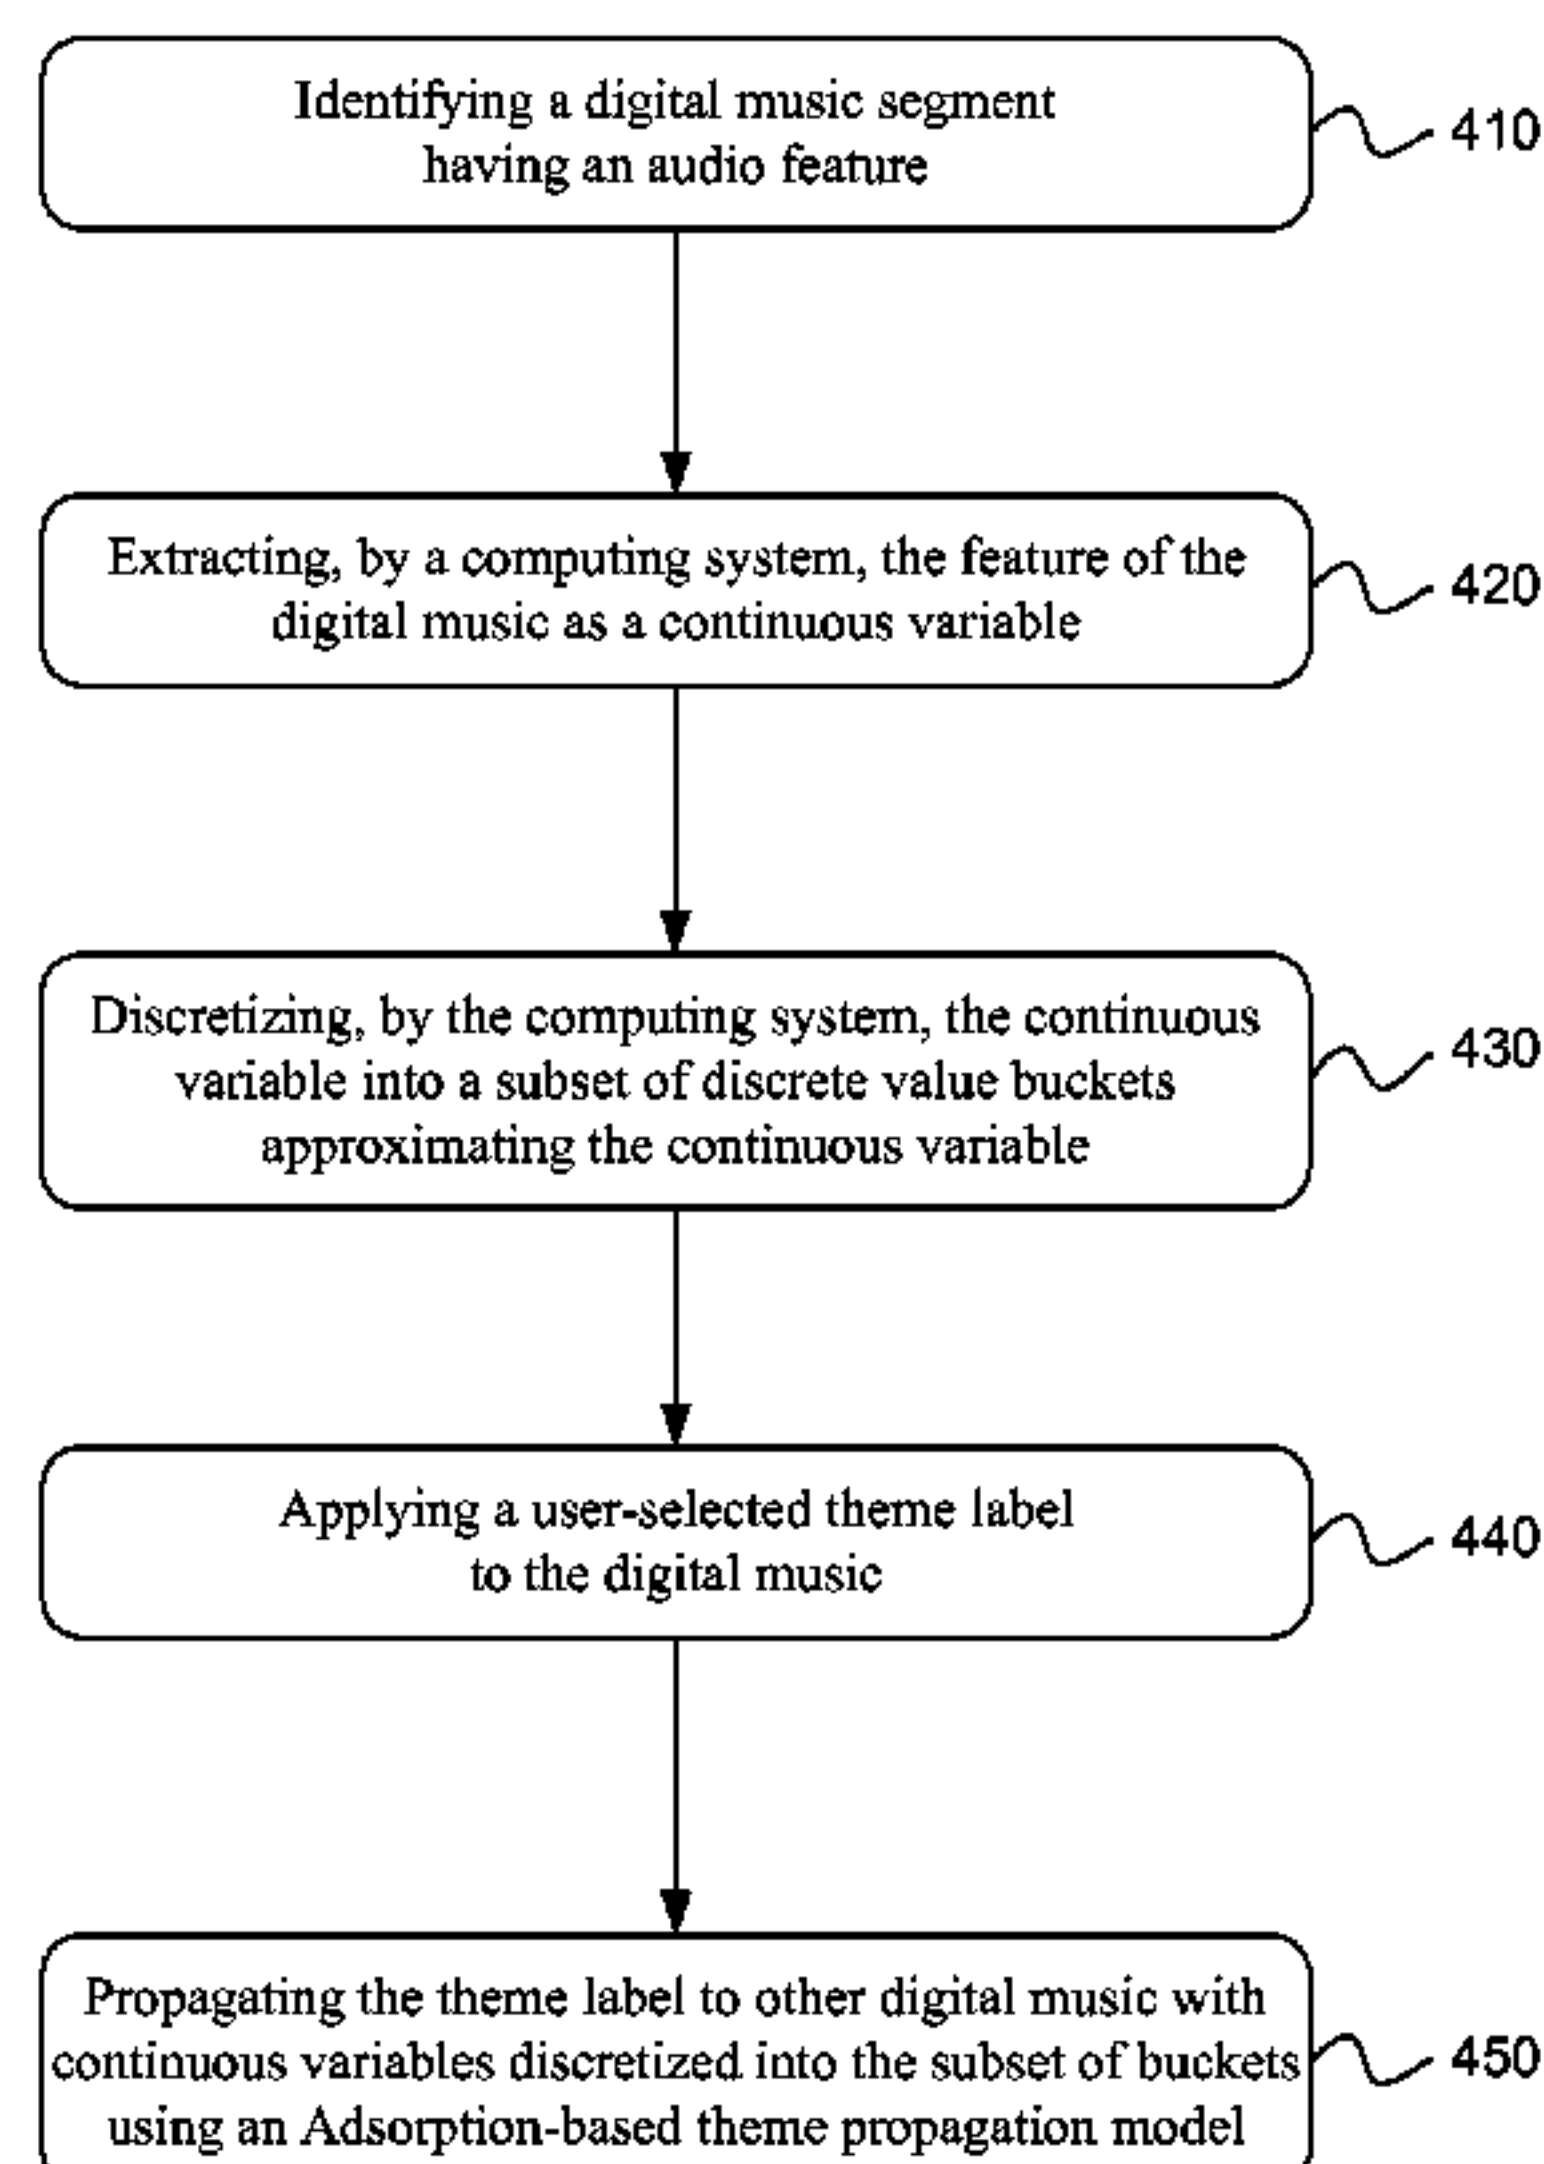 Identifying a digital music segment
having an audio feature
410
Extracting, by a computing system, the feature of the
digital music as a continuous variable
420
Discretizing, by the computing system, the continuous
variable into a subset of discrete value buckets
approximating the continuous variable
430
Applying a user-selected theme label
to the digital music
440
Propagating the theme label to other digital music with
continuous variables discretized into the subset of buckets
using an Adsorption-based theme propagation model
450